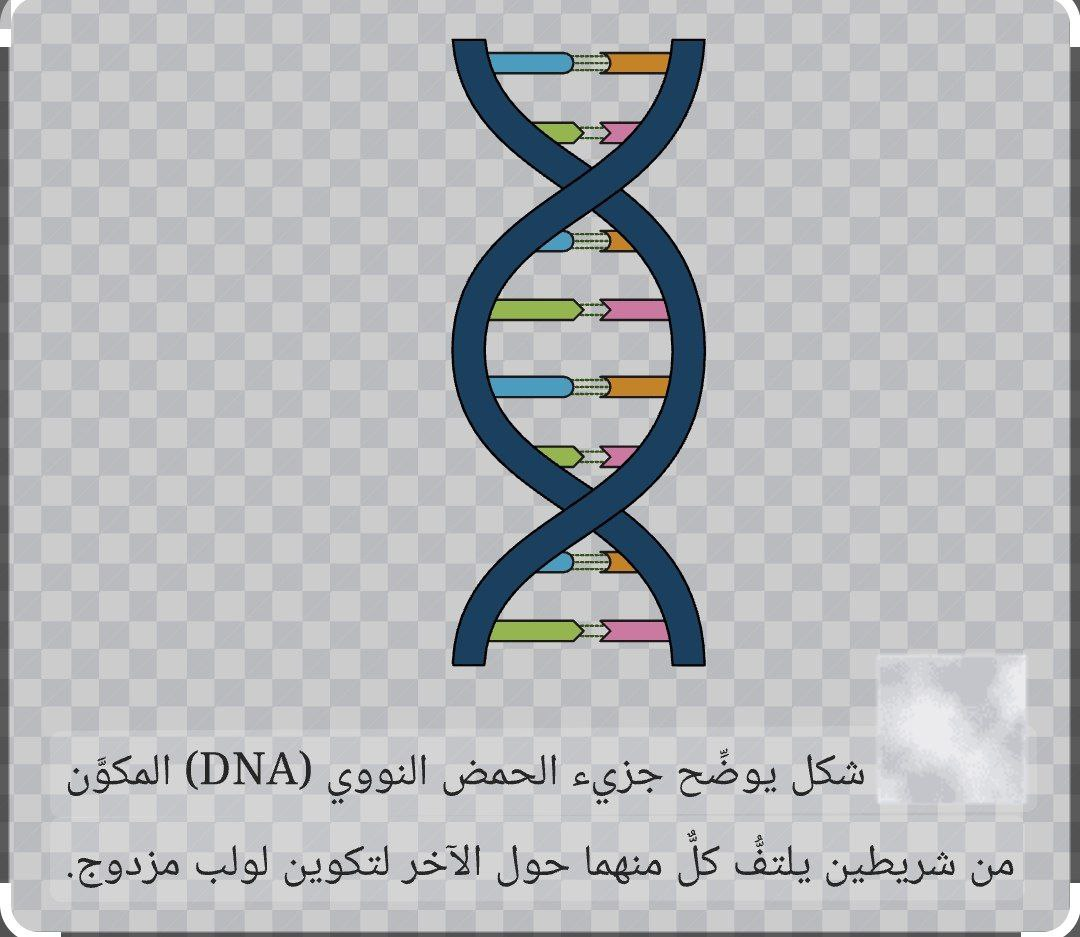 شكل يوضِّح جزيء الحمض النووي (DNA) المكوَّن
من شريطين يلتفُّ كلٌّ منهما حول الآخر لتكوين لولب مزدوج.